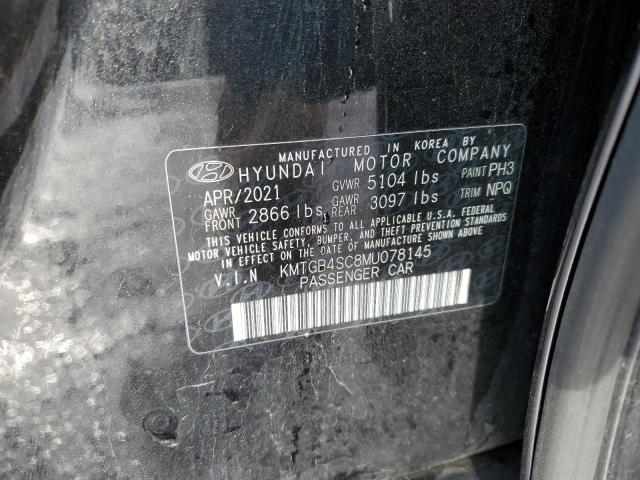 MANUFACTURED IN KOREA BY
HYUNDAI MOTOR COMPANY
APR/2021 GVWR 5104 lbs PAINT PH3
GAWR FRONT 2866 lbs GAWR REAR 3097 lbs TRIM NPQ
THIS VEHICLE CONFORMS TO ALL APPLICABLE U.S.A. FEDERAL
MOTOR VEHICLE SAFETY, BUMPER, AND THEFT PREVENTION STANDARDS
IN EFFECT ON THE DATE OF MANUFACTURE SHOWN ABOVE.
V.I.N KMTGB4SC8MU078145
PASSENGER CAR